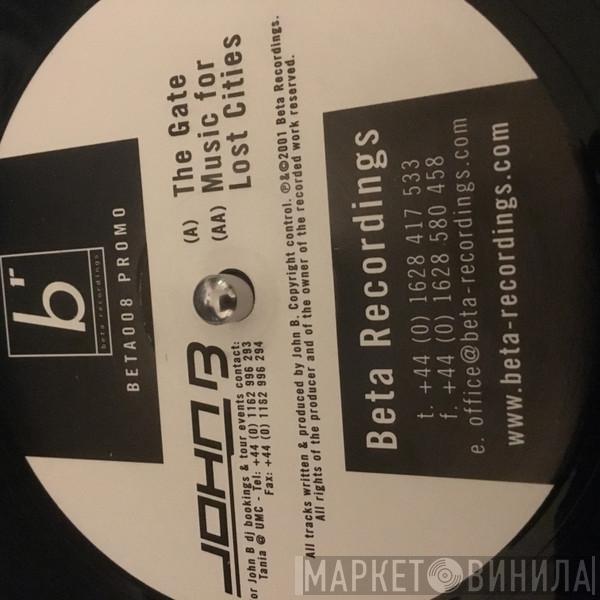 br
beta recordings
BETA008 PROMO
JOHN B
(A) The Gate
(AA) Music for
Lost Cities
or John B dj bookings & tour events contact:
Tania @ UMC - Tel: +44 (0) 1162 996 293
Fax: +44 (0) 1162 996 294
All tracks written & produced by John B. Copyright control. ℗&©2001 Beta Recordings.
All rights of the producer and of the owner of the recorded work reserved.
Beta Recordings
t. +44 (0) 1628 417 533
f. +44 (0) 1628 580 458
e. office@beta-recordings.com
www.beta-recordings.com
МАРКЕТ ВИНИЛА